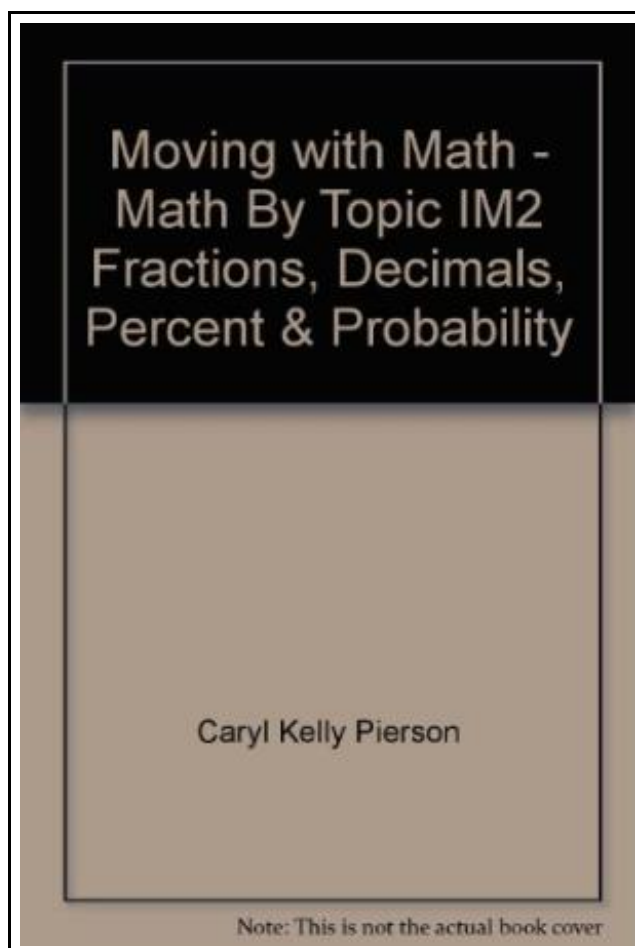 Moving with Math -
Math By Topic IM2
Fractions, Decimals,
Percent & Probability
Caryl Kelly Pierson
Note: This is not the actual book cover